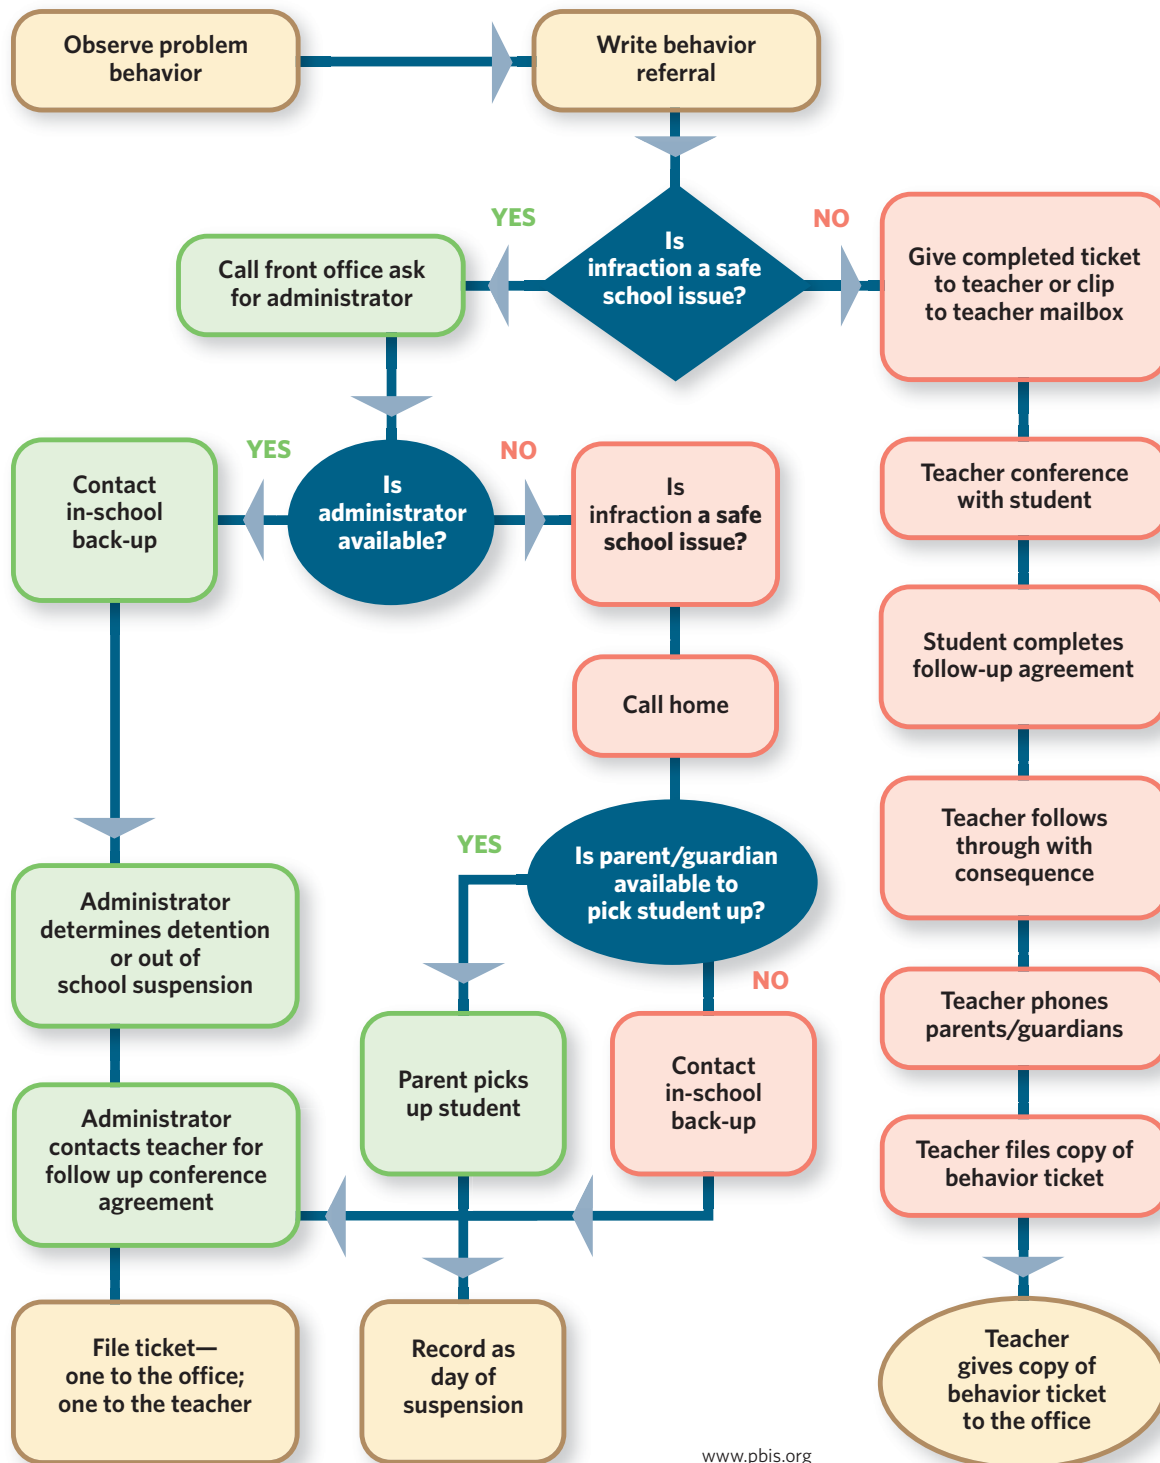 Observe problem
behavior
Write behavior
referral
YES
NO
Is
infraction a safe
school issue?
Call front office ask
for administrator
Give completed ticket
to teacher or clip
to teacher mailbox
YES
NO
Contact
in-school
back-up
Is
administrator
available?
Is
infraction a safe
school issue?
Teacher conference
with student
Student completes
follow-up agreement
Call home
Teacher follows
through with
consequence
YES
Is parent/guardian
available to
pick student up?
NO
Administrator
determines detention
or out of
school suspension
Teacher phones
parents/guardians
Parent picks
up student
Contact
in-school
back-up
Administrator
contacts teacher for
follow up conference
agreement
Teacher files copy of
behavior ticket
File ticket—
one to the office;
one to the teacher
Record as
day of
suspension
Teacher
gives copy of
behavior ticket
to the office
www.pbis.org